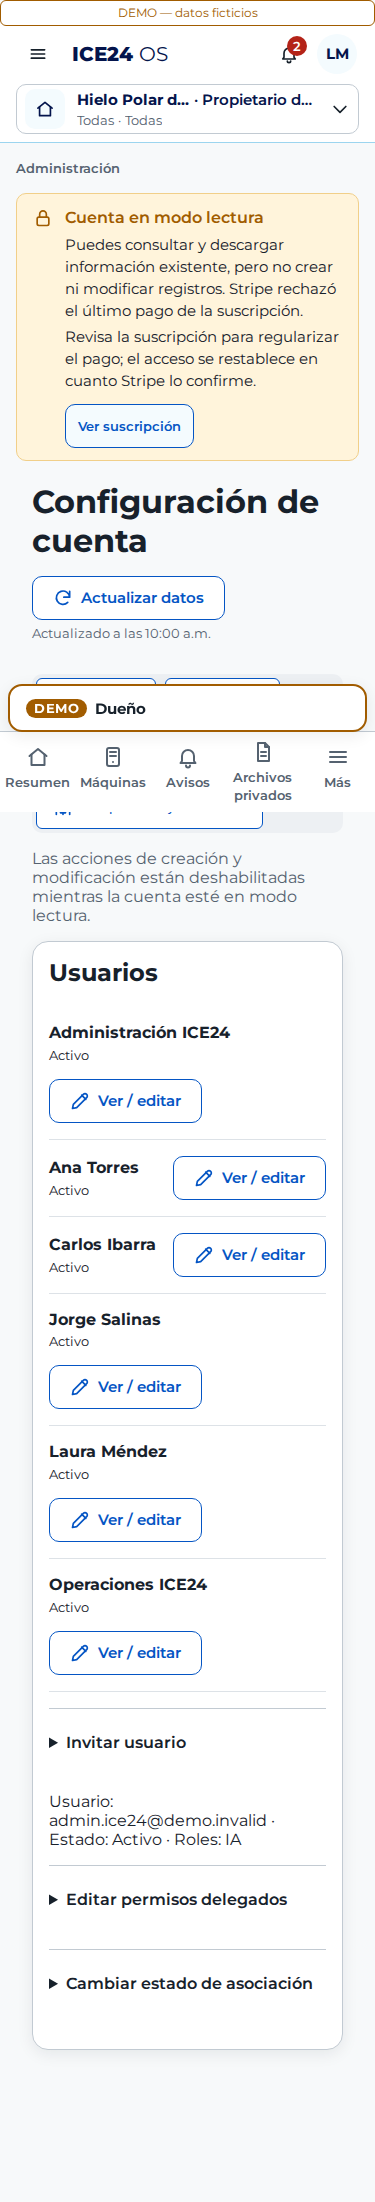 DEMO — datos ficticios
ICE24 OS
2
LM
Hielo Polar d... · Propietario d...
Todas · Todas
Administración
Cuenta en modo lectura
Puedes consultar y descargar
información existente, pero no crear
ni modificar registros. Stripe rechazó
el último pago de la suscripción.
Revisa la suscripción para regularizar
el pago; el acceso se restablece en
cuanto Stripe lo confirme.
Ver suscripción
Configuración de
cuenta
Actualizar datos
Actualizado a las 10:00 a.m.
DEMO Dueño
Resumen
Máquinas
Avisos
Archivos
privados
Más
Las acciones de creación y
modificación están deshabilitadas
mientras la cuenta esté en modo
lectura.
Usuarios
Administración ICE24
Activo
Ver / editar
Ana Torres
Activo
Ver / editar
Carlos Ibarra
Activo
Ver / editar
Jorge Salinas
Activo
Ver / editar
Laura Méndez
Activo
Ver / editar
Operaciones ICE24
Activo
Ver / editar
Invitar usuario
Usuario:
admin.ice24@demo.invalid ·
Estado: Activo · Roles: IA
Editar permisos delegados
Cambiar estado de asociación